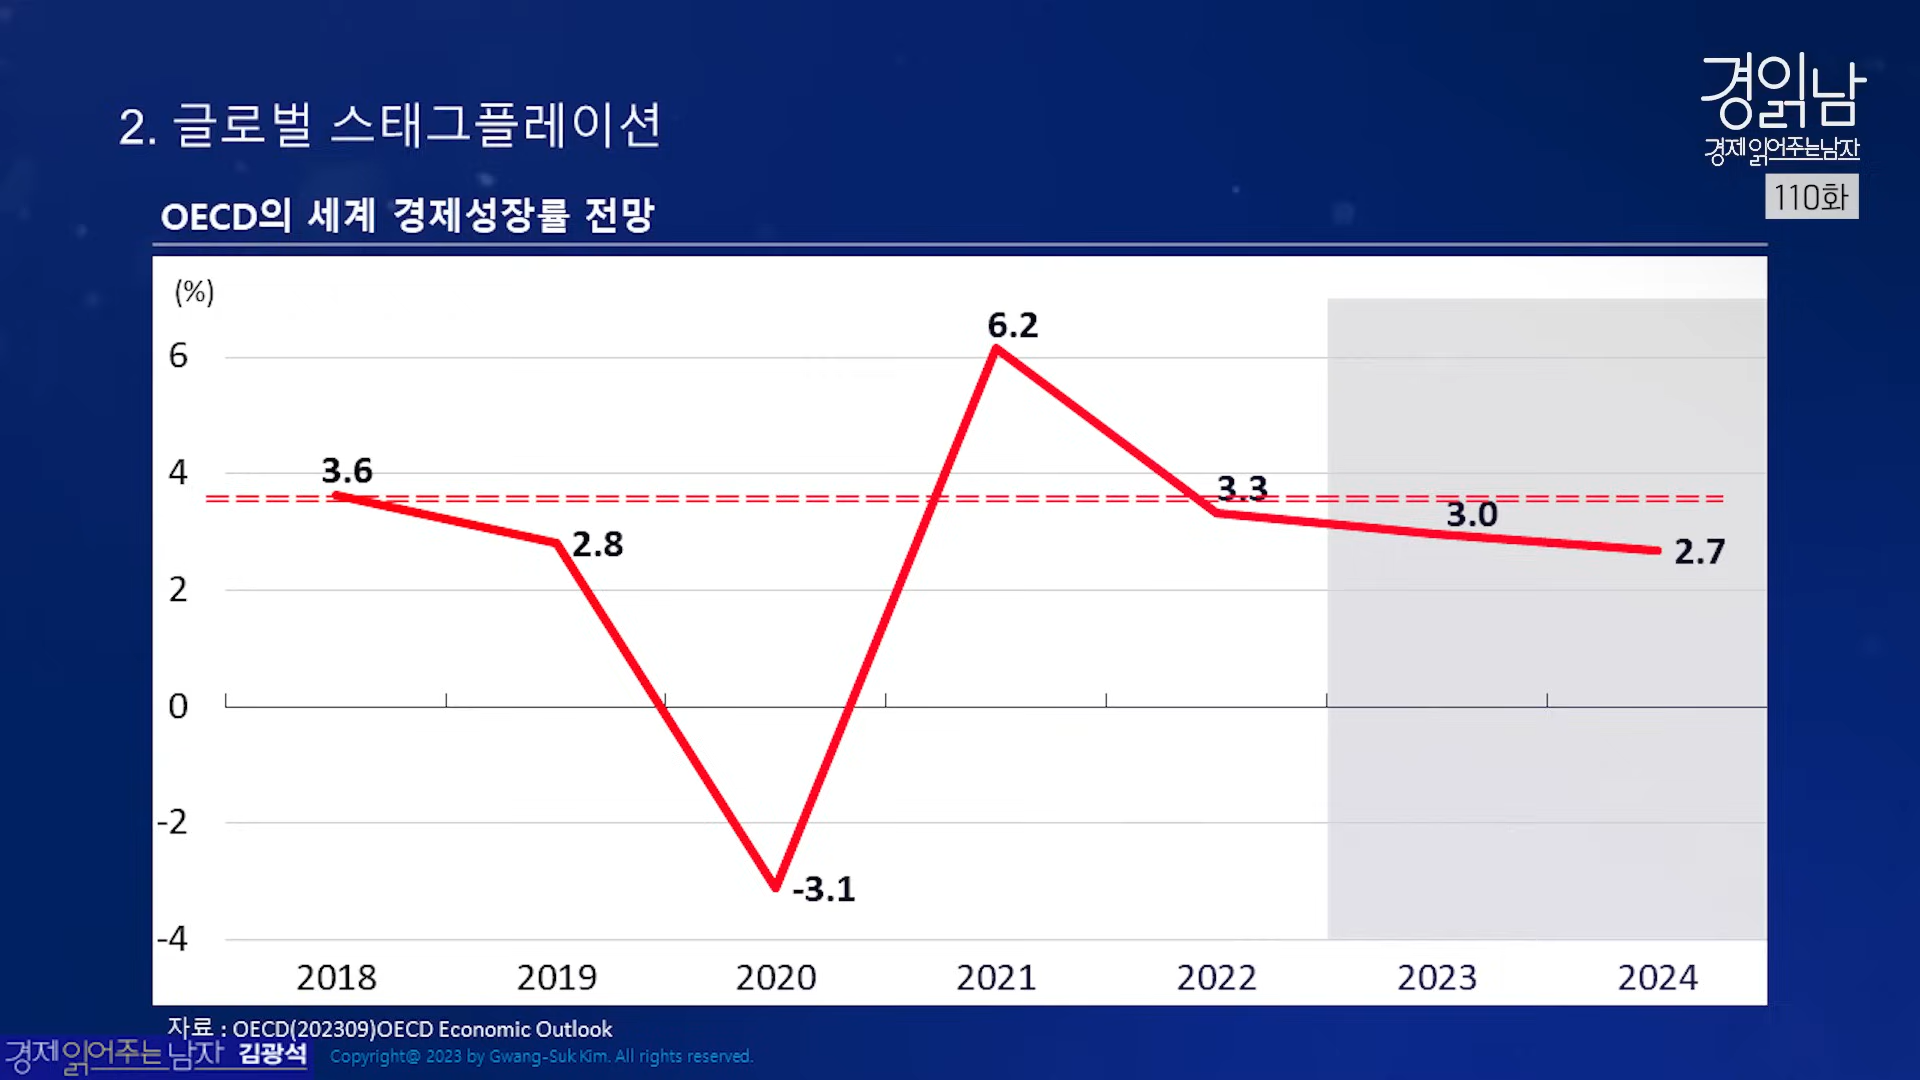 경읽남
경제 읽어주는남자
110화
2. 글로벌 스태그플레이션
OECD의 세계 경제성장률 전망
(%)
6
4
2
0
-2
-4
3.6
2.8
-3.1
6.2
3.3
3.0
2.7
2018 2019 2020 2021 2022 2023 2024
자료 : OECD(202309)OECD Economic Outlook
경제읽어주는남자 김광석 Copyright@ 2023 by Gwang-Suk Kim. All rights reserved.